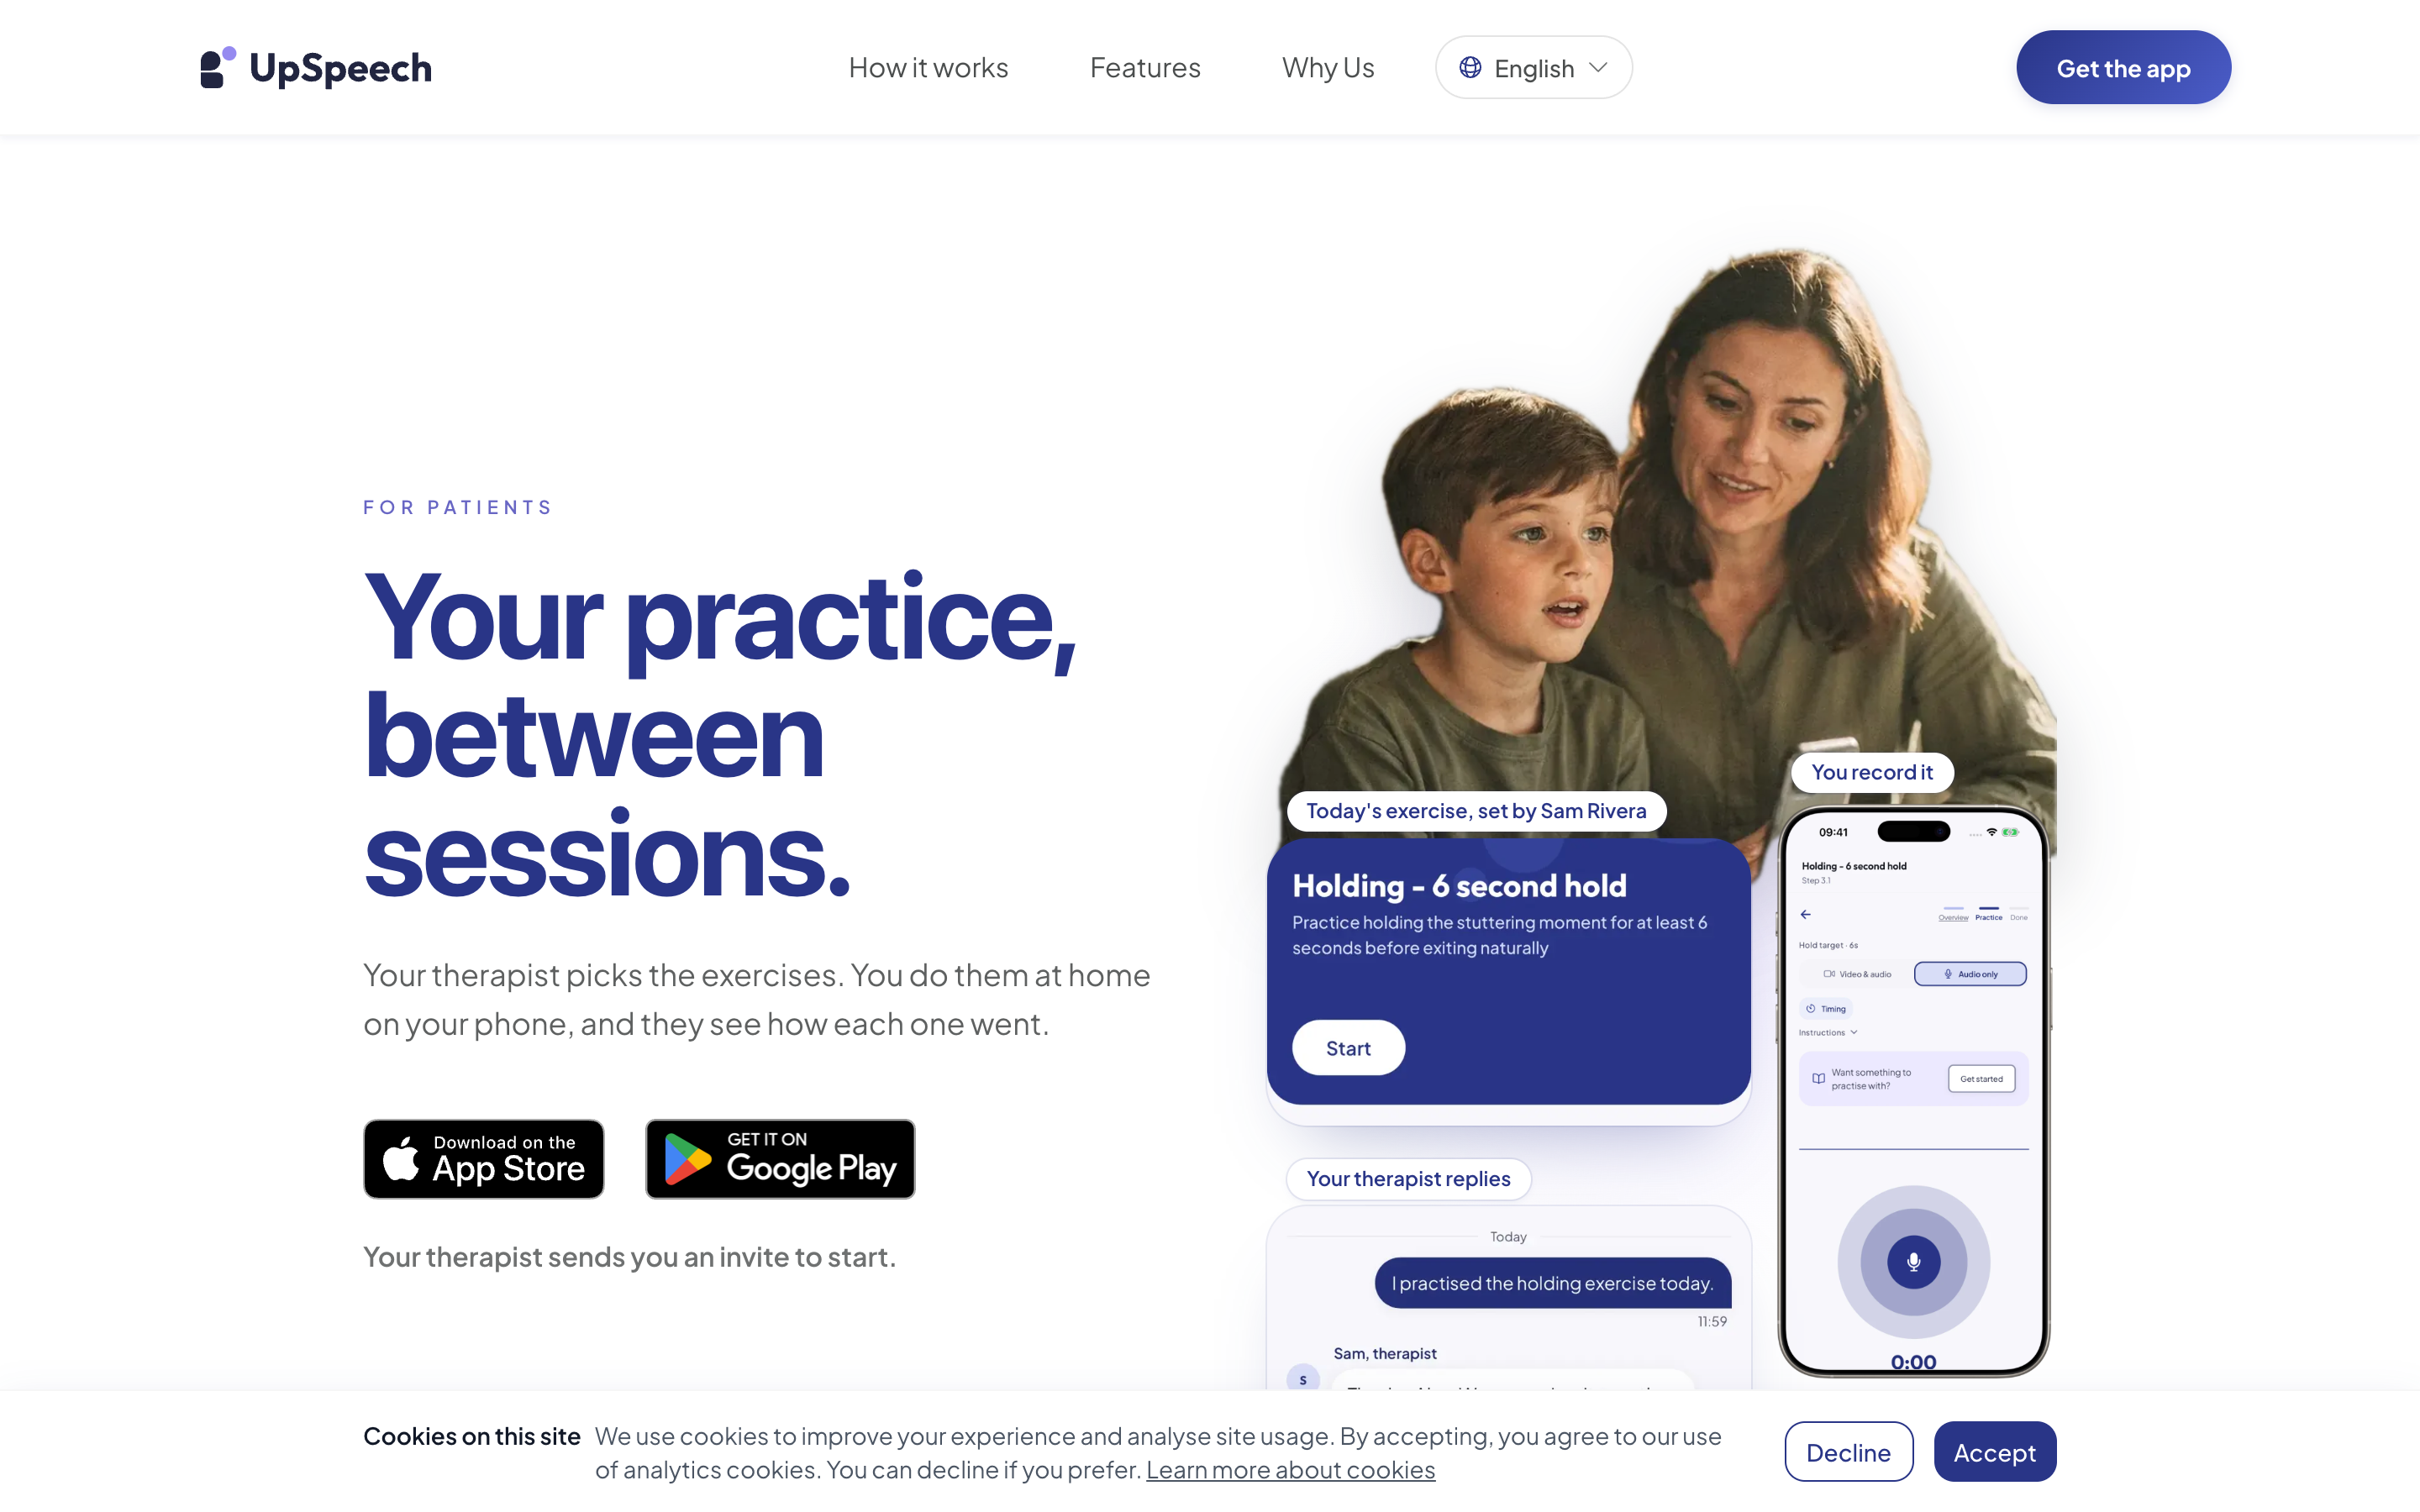 UpSpeech
How it works
Features
Why Us
English
Get the app
FOR PATIENTS
Your practice,
between
sessions.
Your therapist picks the exercises. You do them at home
on your phone, and they see how each one went.
Download on the
App Store
GET IT ON
Google Play
Your therapist sends you an invite to start.
Today's exercise, set by Sam Rivera
Holding - 6 second hold
Practice holding the stuttering moment for at least 6
seconds before exiting naturally
Start
You record it
09:41
Holding - 6 second hold
Step 3.1
Overview
Practice
Done
Hold target · 6s
Video & audio
Audio only
Timing
Instructions
Want something to
practise with?
Get started
0:00
Your therapist replies
Today
I practised the holding exercise today.
11:59
Sam, therapist
S
Cookies on this site
We use cookies to improve your experience and analyse site usage. By accepting, you agree to our use
of analytics cookies. You can decline if you prefer. Learn more about cookies
Decline
Accept